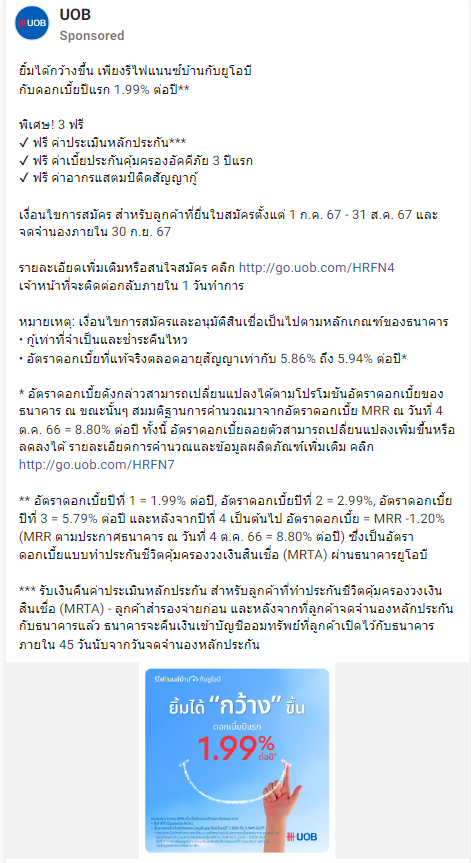 UOB
Sponsored
ยิ้มได้กว้างขึ้น เพียงรีไฟแนนซ์บ้านกับยูโอบี
กับดอกเบี้ยปีแรก 1.99% ต่อปี**
พิเศษ! 3 ฟรี
✓ ฟรี ค่าประเมินหลักประกัน***
✓ ฟรี ค่าเบี้ยประกันคุ้มครองอัคคีภัย 3 ปีแรก
✓ ฟรี ค่าอากรแสตมป์ติดสัญญากู้
เงื่อนไขการสมัคร สำหรับลูกค้าที่ยื่นใบสมัครตั้งแต่ 1 ก.ค. 67 - 31 ส.ค. 67 และ
จดจำนองภายใน 30 ก.ย. 67
รายละเอียดเพิ่มเติมหรือสนใจสมัคร คลิก http://go.uob.com/HRFN4
เจ้าหน้าที่จะติดต่อกลับภายใน 1 วันทำการ
หมายเหตุ: เงื่อนไขการสมัครและอนุมัติสินเชื่อเป็นไปตามหลักเกณฑ์ของธนาคาร
• กู้เท่าที่จำเป็นและชำระคืนไหว
• อัตราดอกเบี้ยที่แท้จริงตลอดอายุสัญญาเท่ากับ 5.86% ถึง 5.94% ต่อปี*
* อัตราดอกเบี้ยดังกล่าวสามารถเปลี่ยนแปลงได้ตามโปรโมชันอัตราดอกเบี้ยของ
ธนาคาร ณ ขณะนั้นๆ สมมติฐานการคำนวณมาจากอัตราดอกเบี้ย MRR ณ วันที่ 4
ต.ค. 66 = 8.80% ต่อปี ทั้งนี้ อัตราดอกเบี้ยลอยตัวสามารถเปลี่ยนแปลงเพิ่มขึ้นหรือ
ลดลงได้ รายละเอียดการคำนวณและข้อมูลผลิตภัณฑ์เพิ่มเติม คลิก
http://go.uob.com/HRFN7
** อัตราดอกเบี้ยปีที่ 1 = 1.99% ต่อปี, อัตราดอกเบี้ยปีที่ 2 = 2.99%, อัตราดอกเบี้ย
ปีที่ 3 = 5.79% ต่อปี และหลังจากปีที่ 4 เป็นต้นไป อัตราดอกเบี้ย = MRR -1.20%
(MRR ตามประกาศธนาคาร ณ วันที่ 4 ต.ค. 66 = 8.80% ต่อปี) ซึ่งเป็นอัตรา
ดอกเบี้ยแบบทำประกันชีวิตคุ้มครองวงเงินสินเชื่อ (MRTA) ผ่านธนาคารยูโอบี
*** รับเงินคืนค่าประเมินหลักประกัน สำหรับลูกค้าที่ทำประกันชีวิตคุ้มครองวงเงิน
สินเชื่อ (MRTA) - ลูกค้าสำรองจ่ายก่อน และหลังจากที่ลูกค้าจดจำนองหลักประกัน
กับธนาคารแล้ว ธนาคารจะคืนเงินเข้าบัญชีออมทรัพย์ที่ลูกค้าเปิดไว้กับธนาคาร
ภายใน 45 วันนับจากวันจดจำนองหลักประกัน
รีไฟแนนซ์บ้าน กับยูโอบี
ยิ้มได้ "กว้าง" ขึ้น
ดอกเบี้ยปีแรก
1.99%
ต่อปี*
UOB